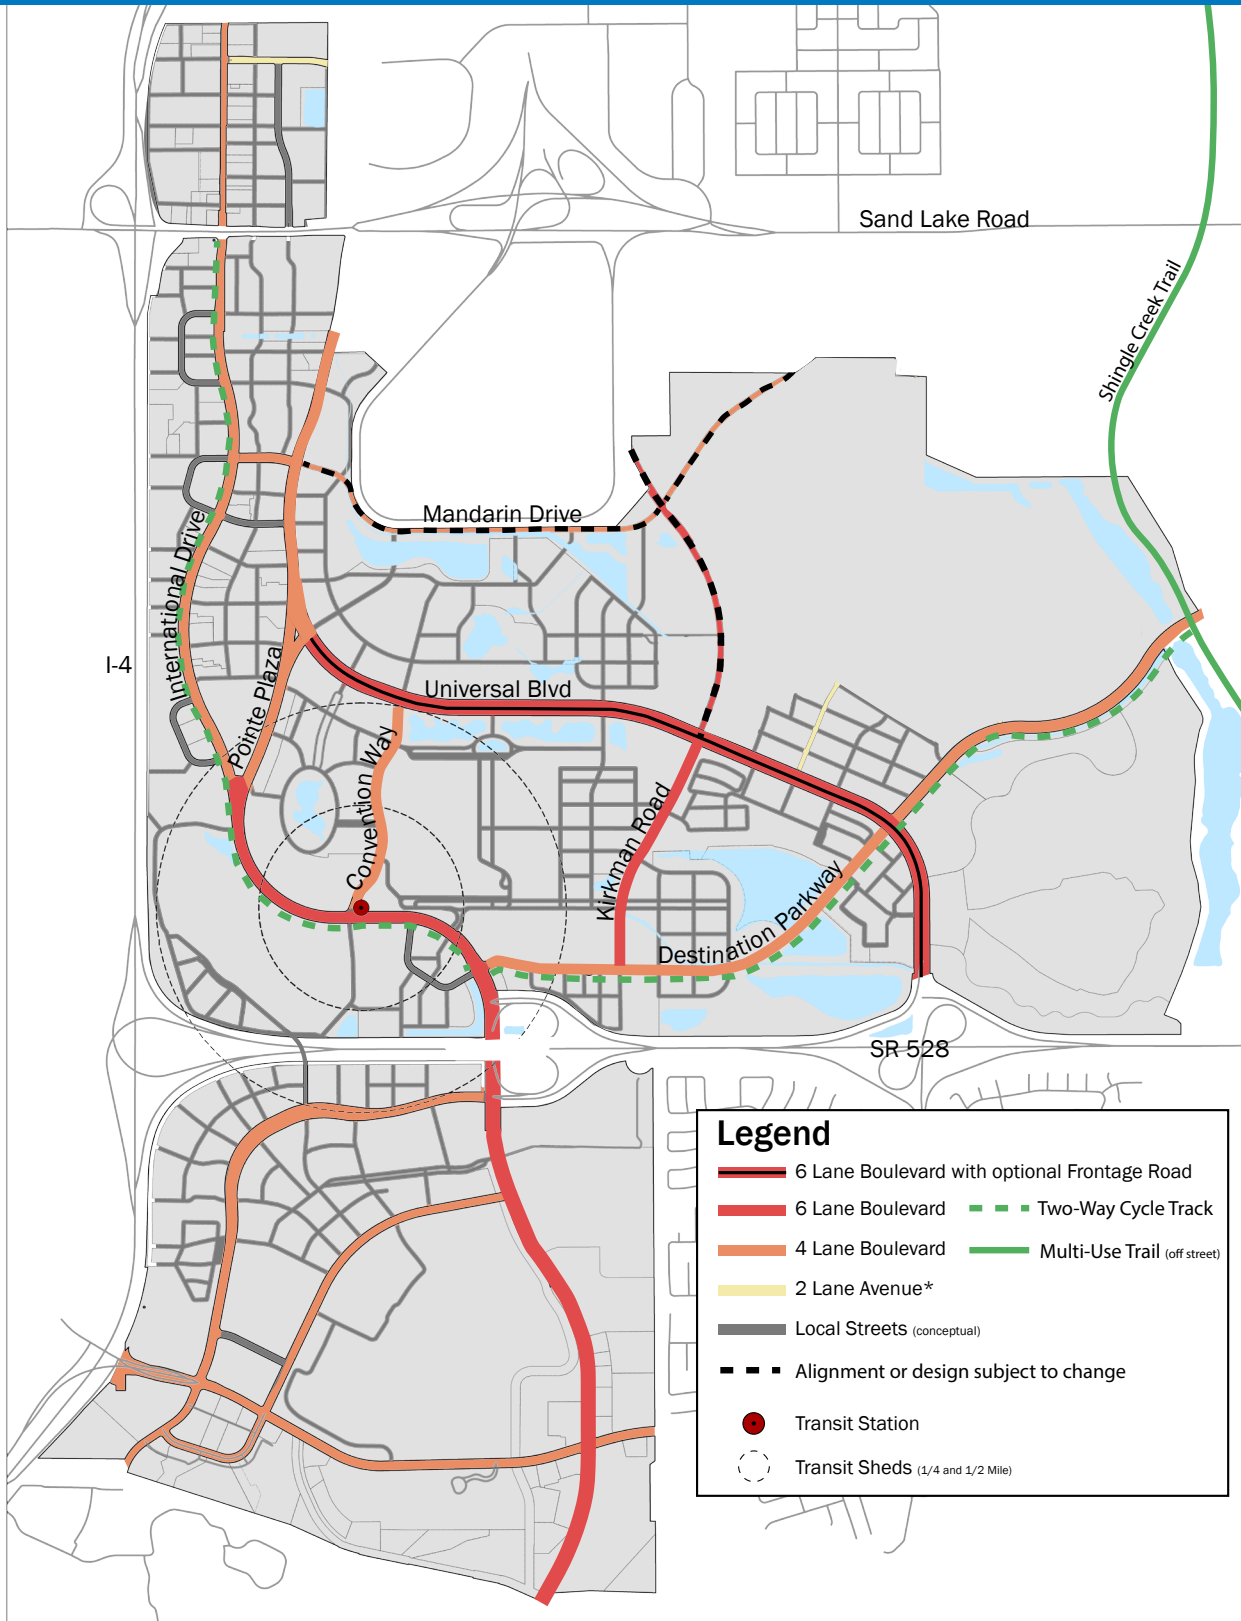 Sand Lake Road
Shingle Creek Trail
Mandarin Drive
International Drive
I-4
Pointe Plaza
Universal Blvd
Convention Way
Kirkman Road
Destination Parkway
SR 528
Legend
6 Lane Boulevard with optional Frontage Road
6 Lane Boulevard
Two-Way Cycle Track
4 Lane Boulevard
Multi-Use Trail (off street)
2 Lane Avenue*
Local Streets (conceptual)
Alignment or design subject to change
Transit Station
Transit Sheds (1/4 and 1/2 Mile)